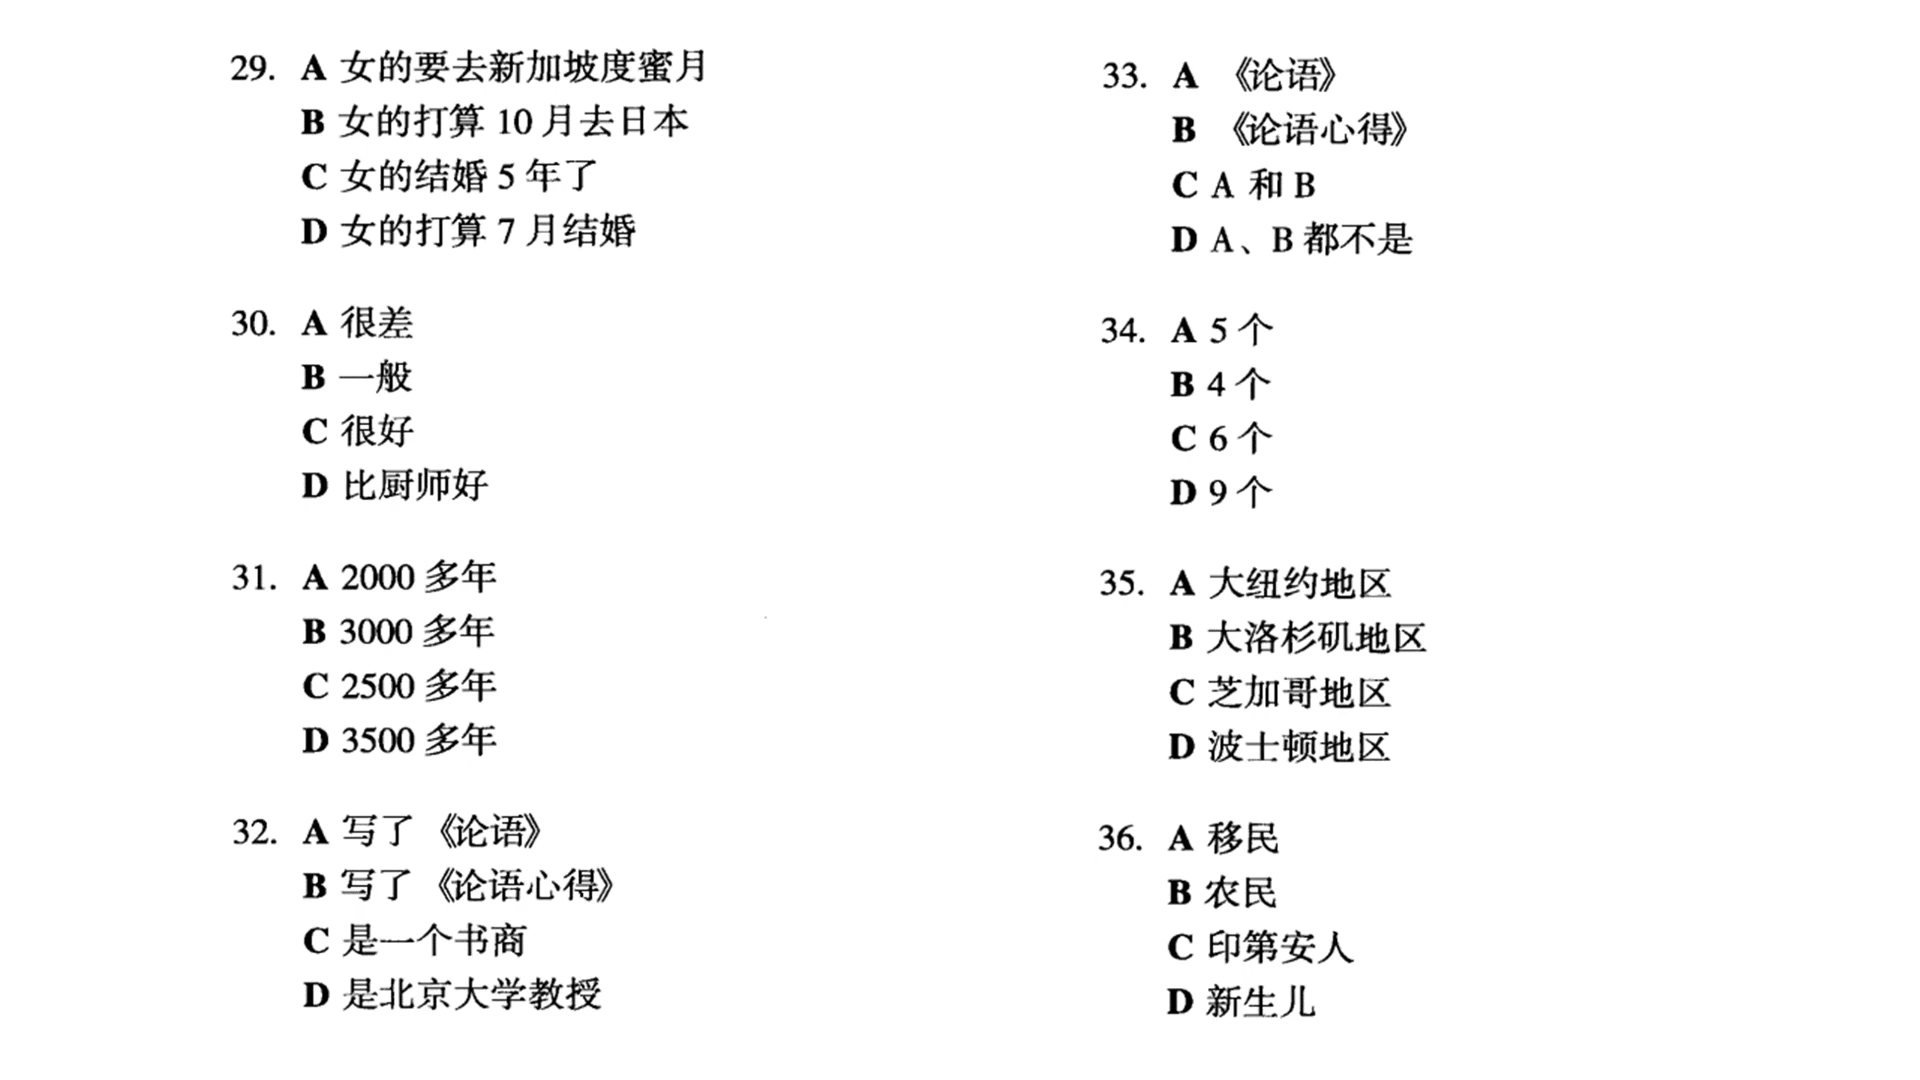 29. A 女的要去新加坡度蜜月
B 女的打算 10 月去日本
C 女的结婚 5 年了
D 女的打算 7 月结婚
30. A 很差
B 一般
C 很好
D 比厨师好
31. A 2000 多年
B 3000 多年
C 2500 多年
D 3500 多年
32. A 写了《论语》
B 写了《论语心得》
C 是一个书商
D 是北京大学教授
33. A 《论语》
B 《论语心得》
C A 和 B
D A、B 都不是
34. A 5 个
B 4 个
C 6 个
D 9 个
35. A 大纽约地区
B 大洛杉矶地区
C 芝加哥地区
D 波士顿地区
36. A 移民
B 农民
C 印第安人
D 新生儿